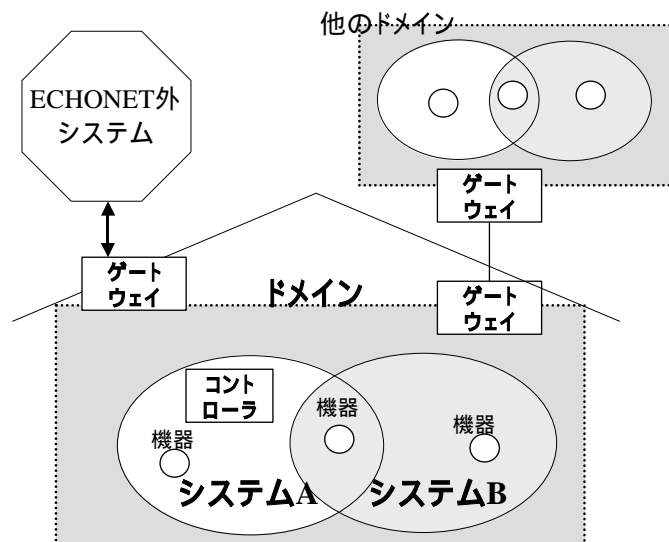 他のドメイン
ECHONET外
システム
ゲート
ウェイ
ゲート
ウェイ
ドメイン
ゲート
ウェイ
コント
ローラ
機器
機器
機器
システムA
システムB